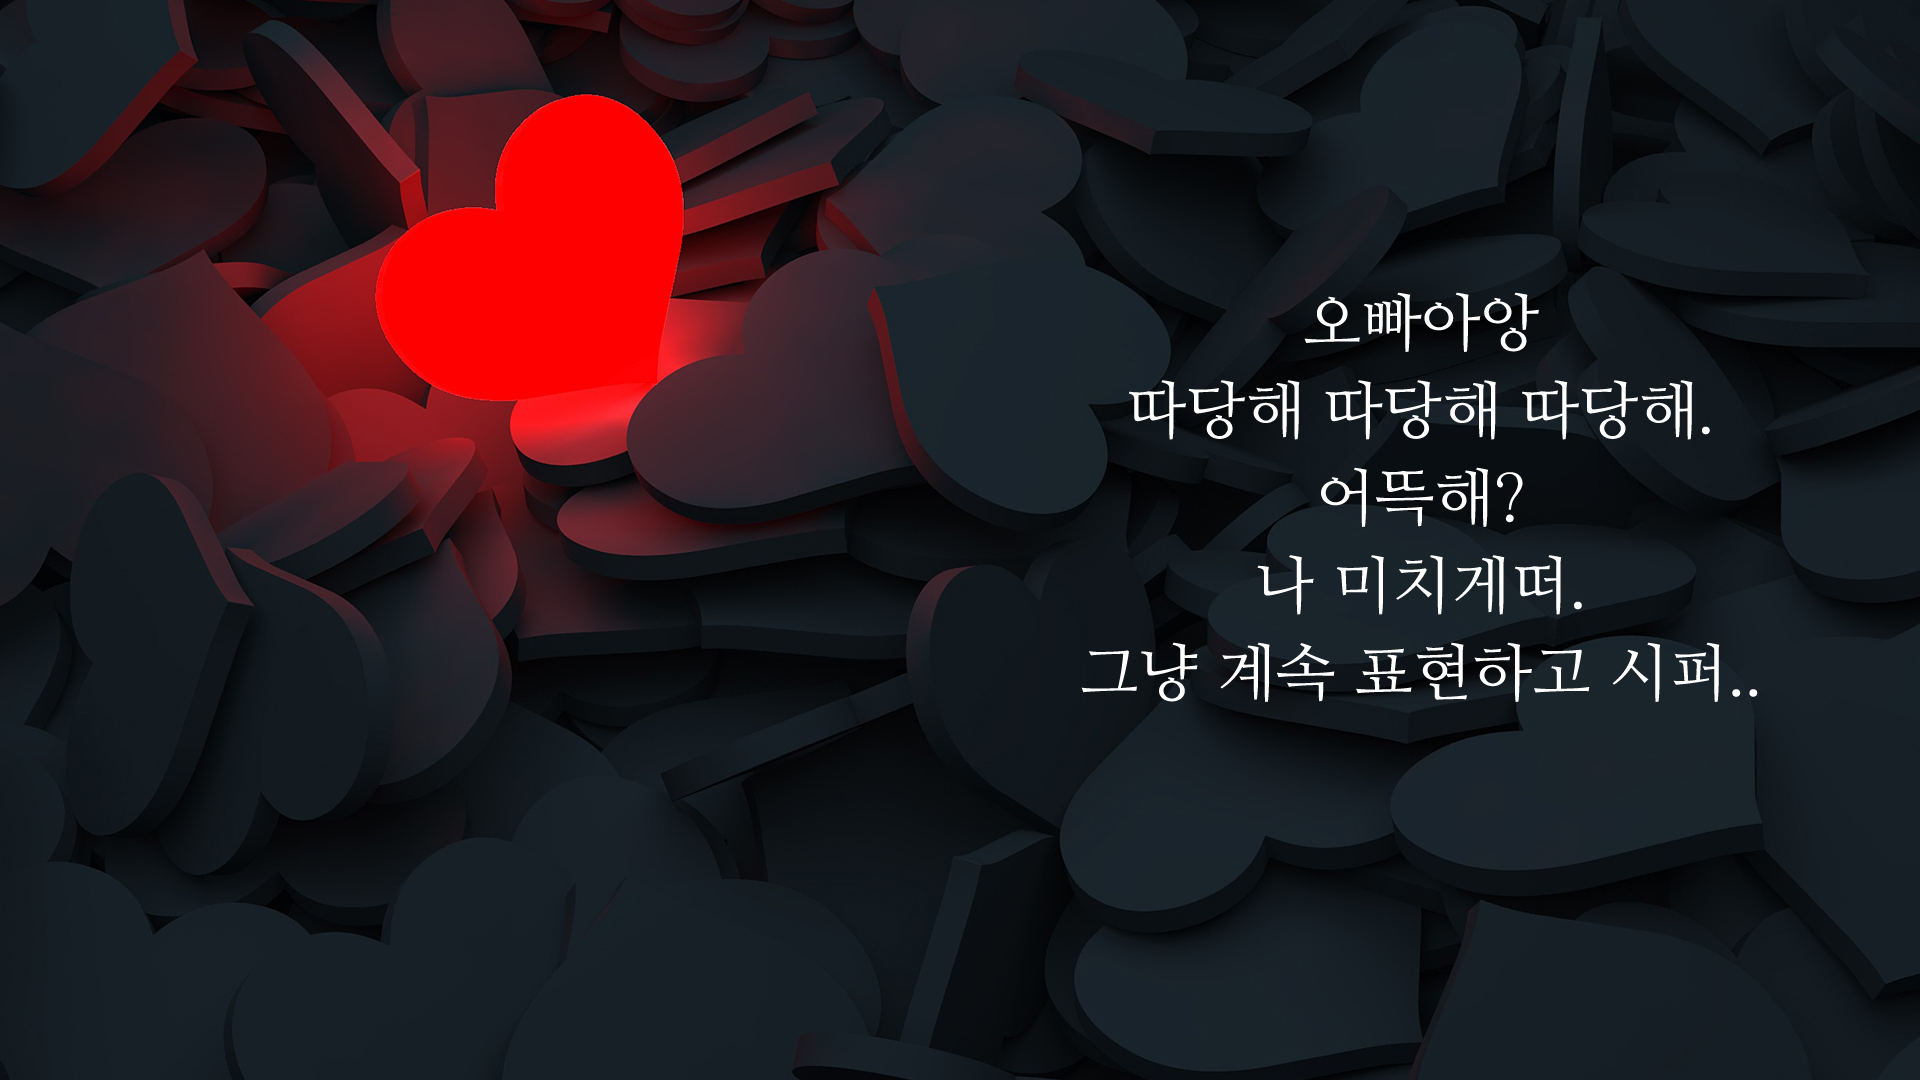 오빠아앙
따당해 따당해 따당해.
어뜩해?
나 미치게떠.
그냥 계속 표현하고 시퍼..